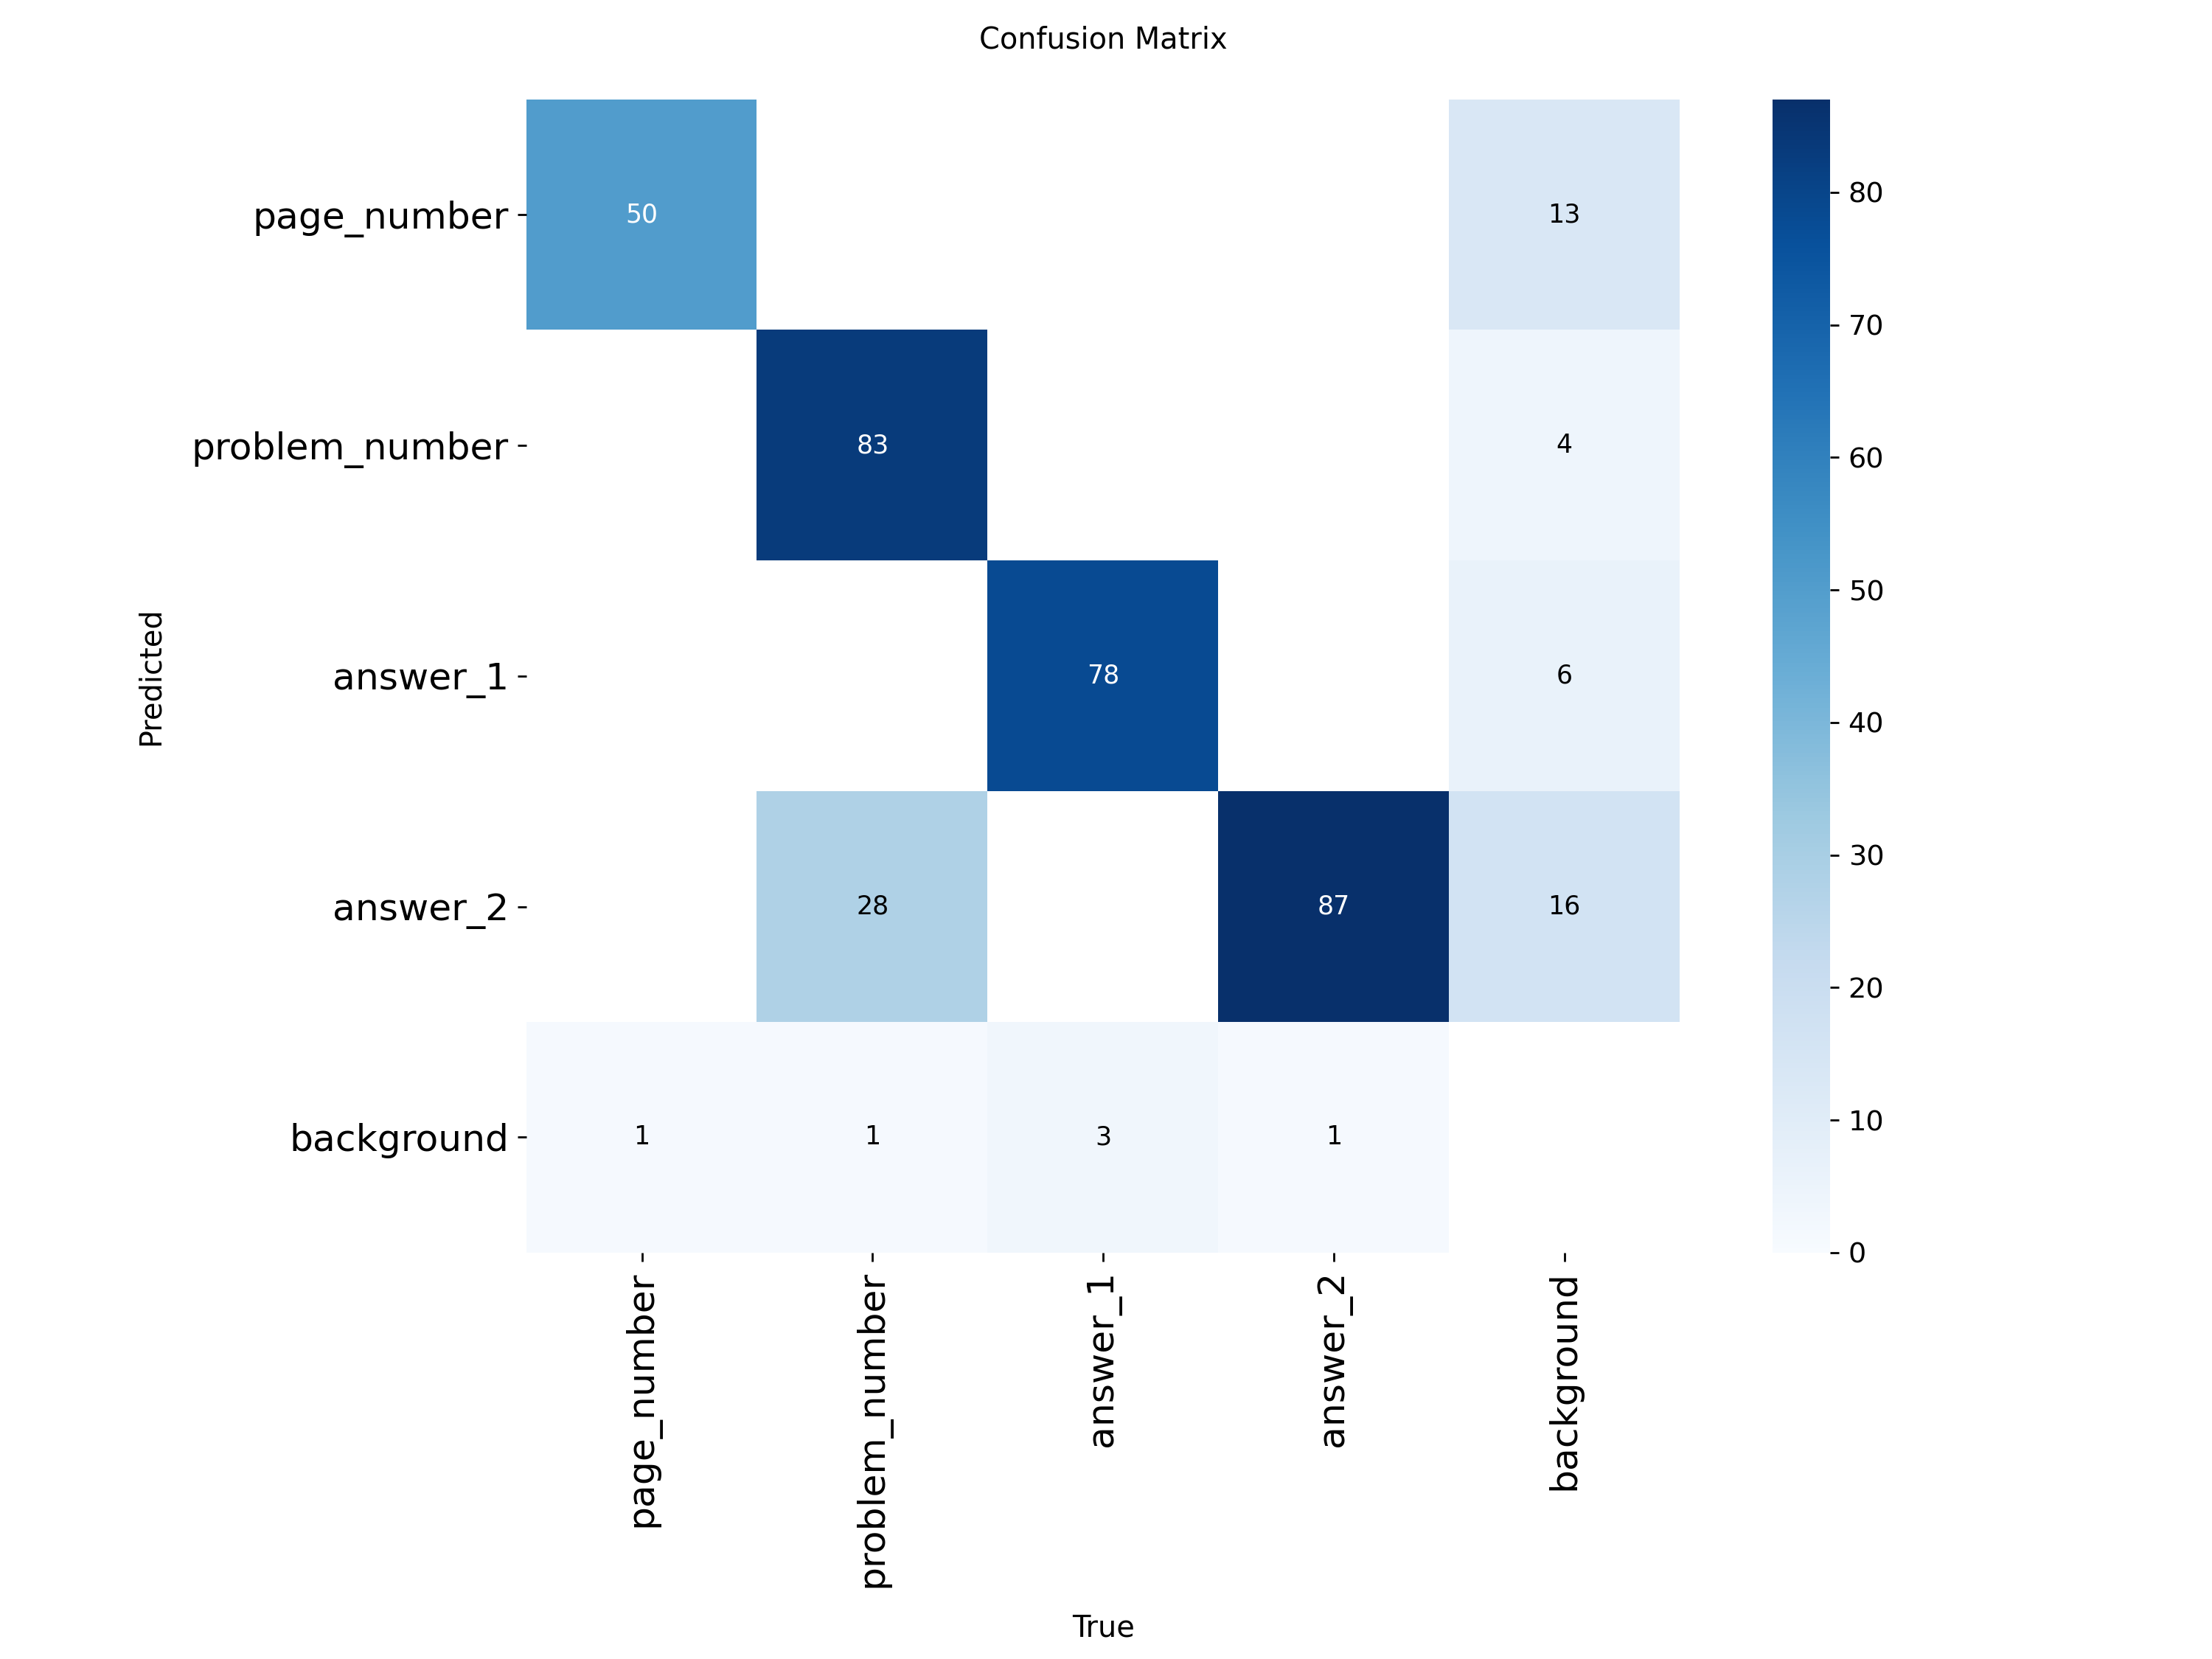 Confusion Matrix
page_number
50
13
80
70
problem_number
83
4
60
50
Predicted
answer_1
78
6
40
30
answer_2
28
87
16
20
10
background
1
1
3
1
0
page_number
problem_number
answer_1
answer_2
background
True